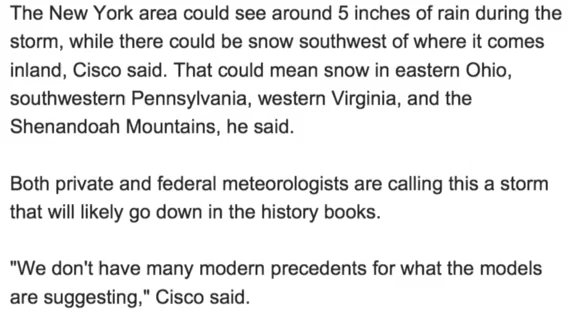 The New York area could see around 5 inches of rain during the
storm, while there could be snow southwest of where it comes
inland, Cisco said. That could mean snow in eastern Ohio,
southwestern Pennsylvania, western Virginia, and the
Shenandoah Mountains, he said.
Both private and federal meteorologists are calling this a storm
that will likely go down in the history books.
"We don't have many modern precedents for what the models
are suggesting," Cisco said.